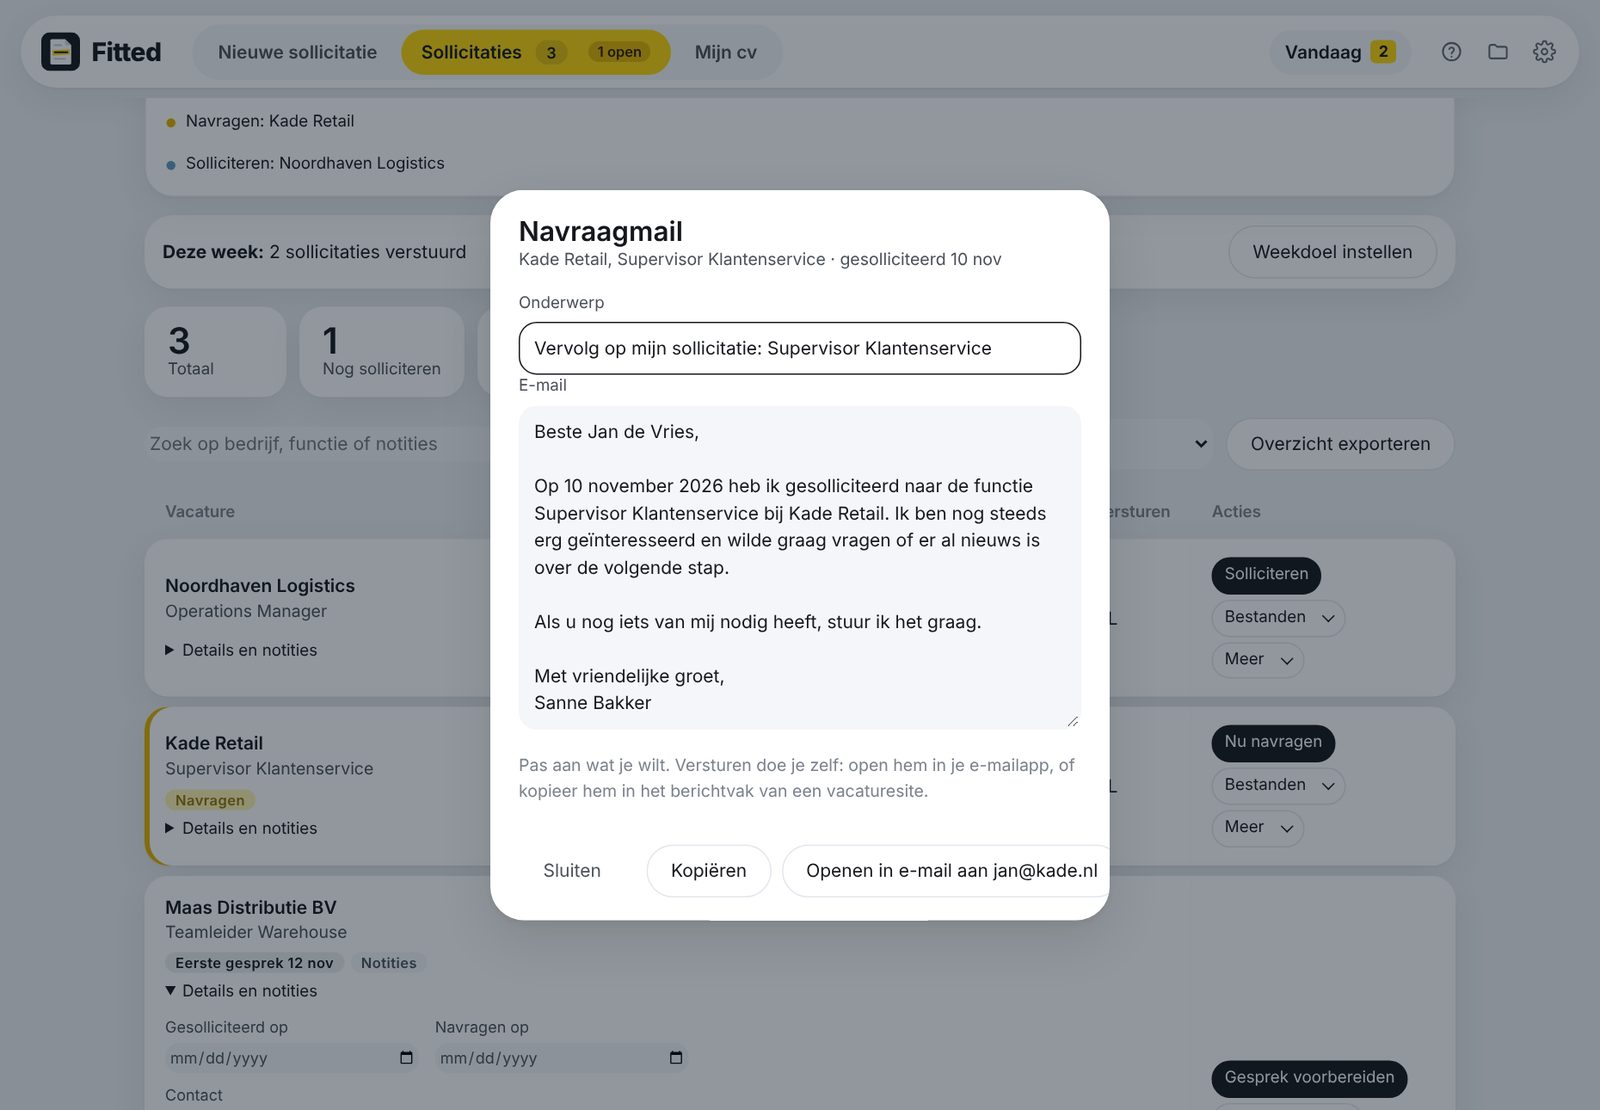 Fitted
Nieuwe sollicitatie
Sollicitaties 3 1 open
Mijn cv
Vandaag 2
Navragen: Kade Retail
Solliciteren: Noordhaven Logistics
Deze week: 2 sollicitaties verstuurd
Weekdoel instellen
3
Totaal
1
Nog solliciteren
Zoek op bedrijf, functie of notities
Overzicht exporteren
Vacature
Acties
Noordhaven Logistics
Operations Manager
Details en notities
Solliciteren
Bestanden
Meer
Kade Retail
Supervisor Klantenservice
Navragen
Details en notities
Nu navragen
Bestanden
Meer
Maas Distributie BV
Teamleider Warehouse
Eerste gesprek 12 nov
Notities
Details en notities
Gesolliciteerd op
Navragen op
mm/dd/yyyy
mm/dd/yyyy
Contact
Gesprek voorbereiden
Navraagmail
Kade Retail, Supervisor Klantenservice · gesolliciteerd 10 nov
Onderwerp
Vervolg op mijn sollicitatie: Supervisor Klantenservice
E-mail
Beste Jan de Vries,
Op 10 november 2026 heb ik gesolliciteerd naar de functie
Supervisor Klantenservice bij Kade Retail. Ik ben nog steeds
erg geïnteresseerd en wilde graag vragen of er al nieuws is
over de volgende stap.
Als u nog iets van mij nodig heeft, stuur ik het graag.
Met vriendelijke groet,
Sanne Bakker
Pas aan wat je wilt. Versturen doe je zelf: open hem in je e-mailapp, of
kopieer hem in het berichtvak van een vacaturesite.
Sluiten
Kopiëren
Openen in e-mail aan jan@kade.nl